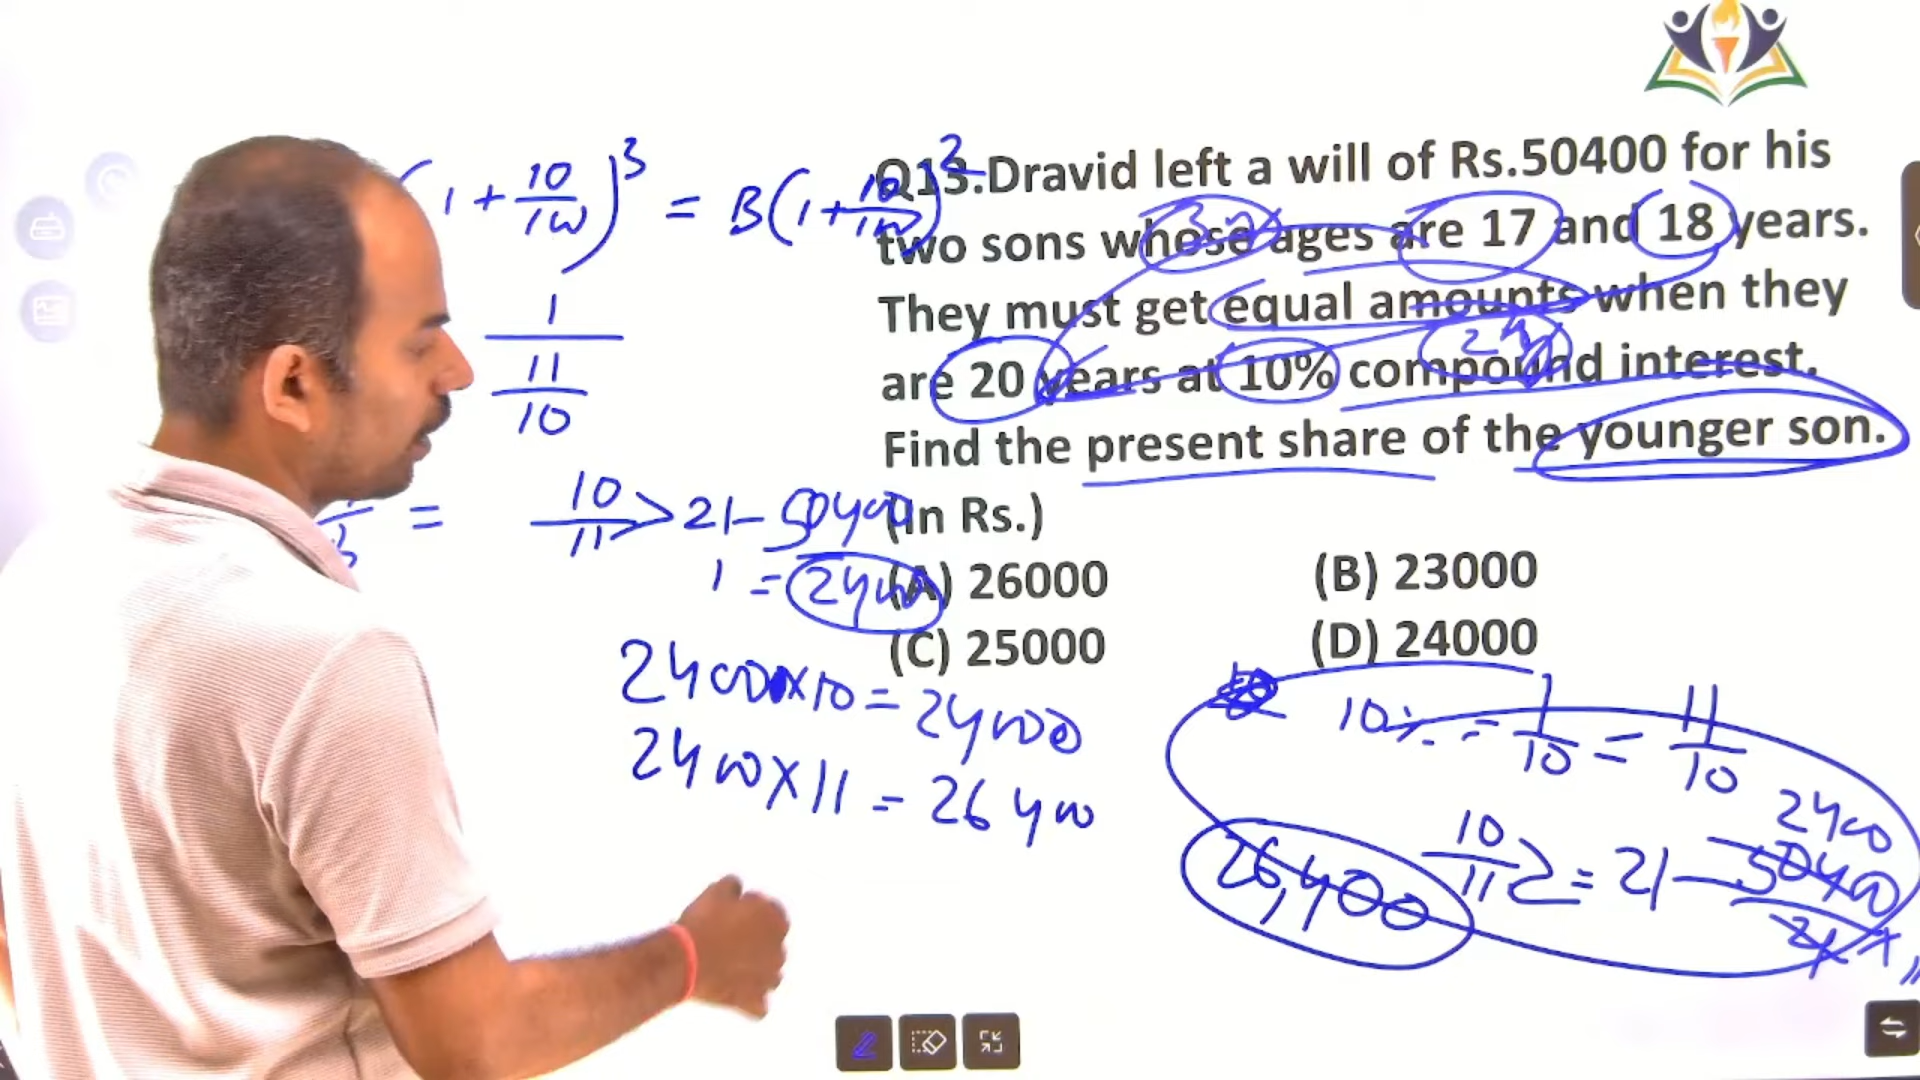 Q13.Dravid left a will of Rs.50400 for his
two sons whose ages are 17 and 18 years.
They must get equal amounts when they
are 20 years at 10% compound interest.
Find the present share of the younger son.
(In Rs.)
(A) 26000 (B) 23000
(C) 25000 (D) 24000
(1 + 10/100)^3 = B(1 + 10/100)^2
1
11
10
= 10/11 > 21 - 50400
1 = 2400
2400 × 10 = 24000
2400 × 11 = 26400
10% = 1/10 = 11/10
2400
10/11 = 21 - 50400
26,400